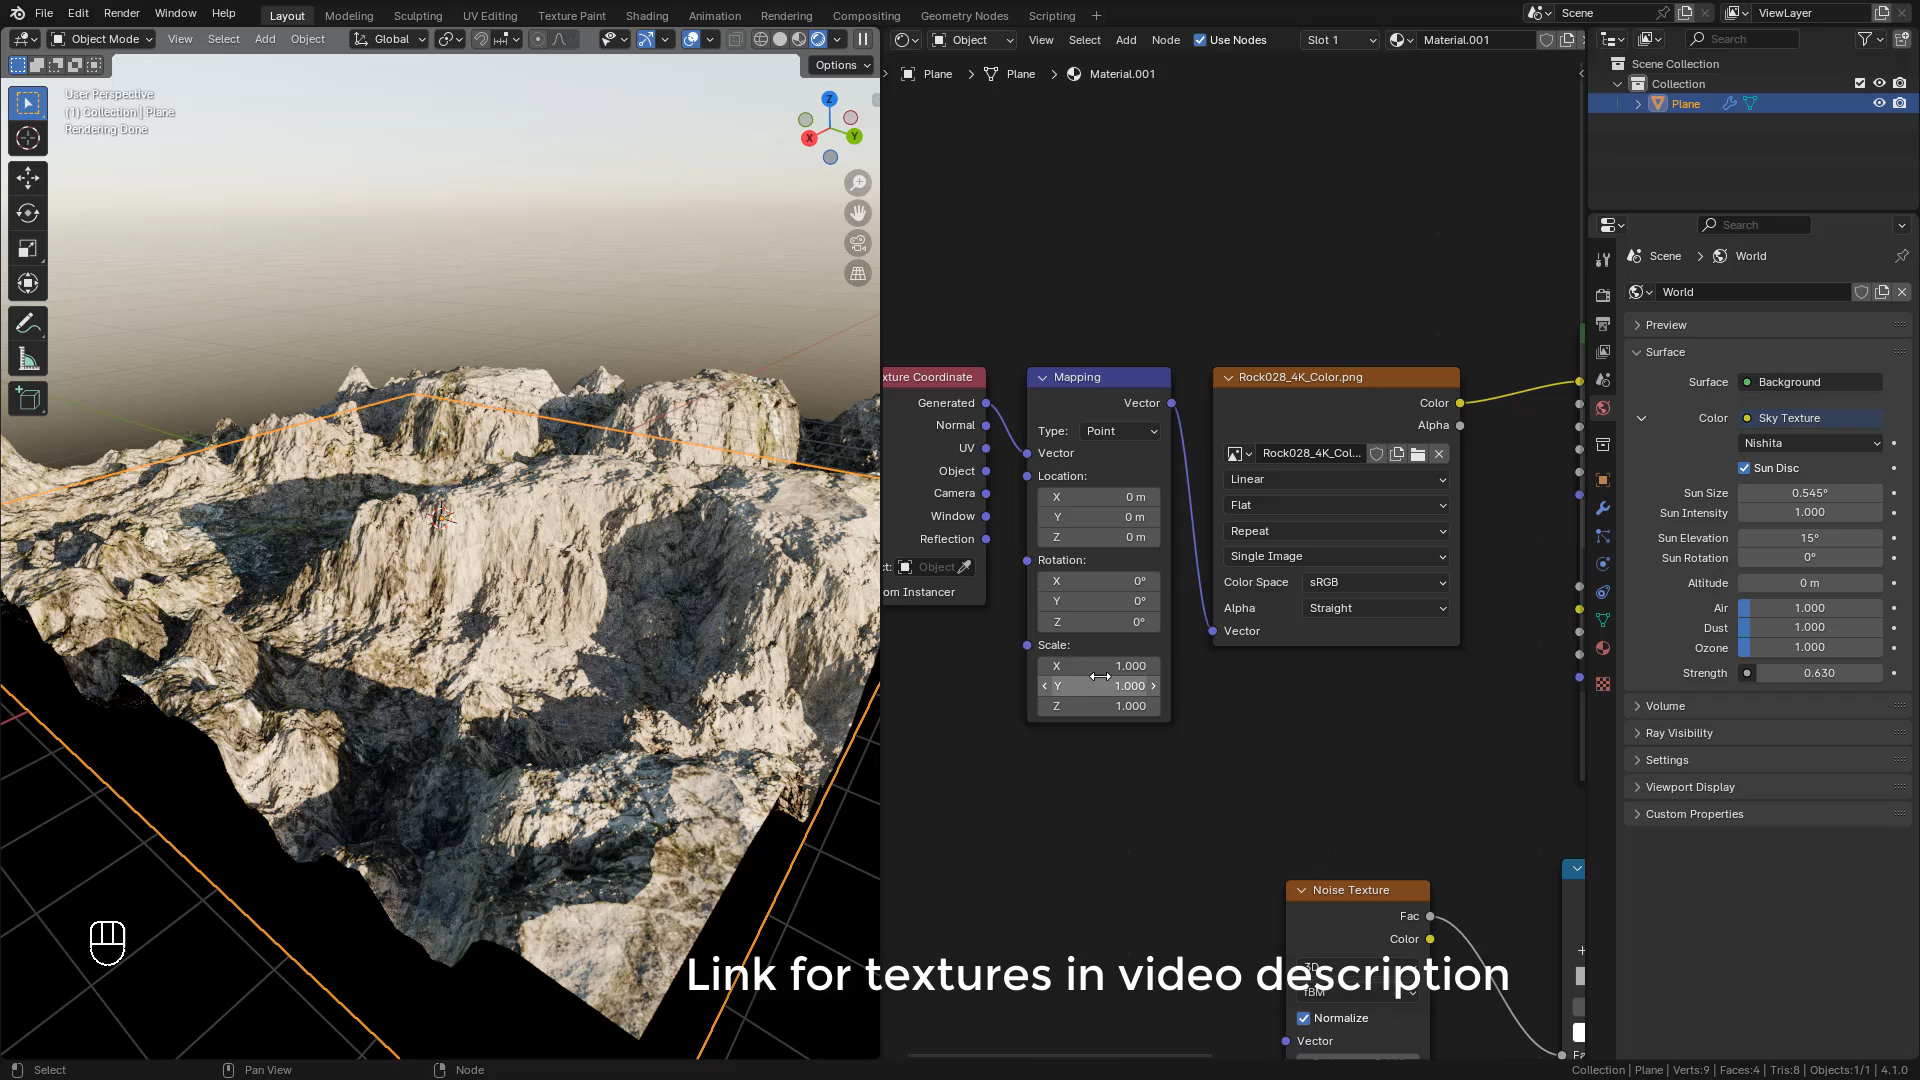 File Edit Render Window Help Layout Modeling Sculpting UV Editing Texture Paint Shading Animation Rendering Compositing Geometry Nodes Scripting Scene ViewLayer
Object Mode View Select Add Object Global Object View Select Add Node Use Nodes Slot 1 Material.001 Search
Options
User Perspective
(1) Collection | Plane
Rendering Done
Z
X
Y
Plane Plane Material.001
Scene Collection
Collection
Plane
Search
Scene World
World
Preview
Surface
Surface Background
Color Sky Texture
Nishita
Sun Disc
Sun Size 0.545°
Sun Intensity 1.000
Sun Elevation 15°
Sun Rotation 0°
Altitude 0 m
Air 1.000
Dust 1.000
Ozone 1.000
Strength 0.630
Volume
Ray Visibility
Settings
Viewport Display
Custom Properties
xture Coordinate
Generated
Normal
UV
Object
Camera
Window
Reflection
ct: Object
om Instancer
Mapping
Vector
Type: Point
Vector
Location:
X 0 m
Y 0 m
Z 0 m
Rotation:
X 0°
Y 0°
Z 0°
Scale:
X 1.000
Y 1.000
Z 1.000
Rock028_4K_Color.png
Color
Alpha
Rock028_4K_Col...
Linear
Flat
Repeat
Single Image
Color Space sRGB
Alpha Straight
Vector
Noise Texture
Fac
Color
3D
fBM
Normalize
Vector
Fa
Link for textures in video description
Select Pan View Node Collection | Plane | Verts:9 | Faces:4 | Tris:8 | Objects:1/1 | 4.1.0